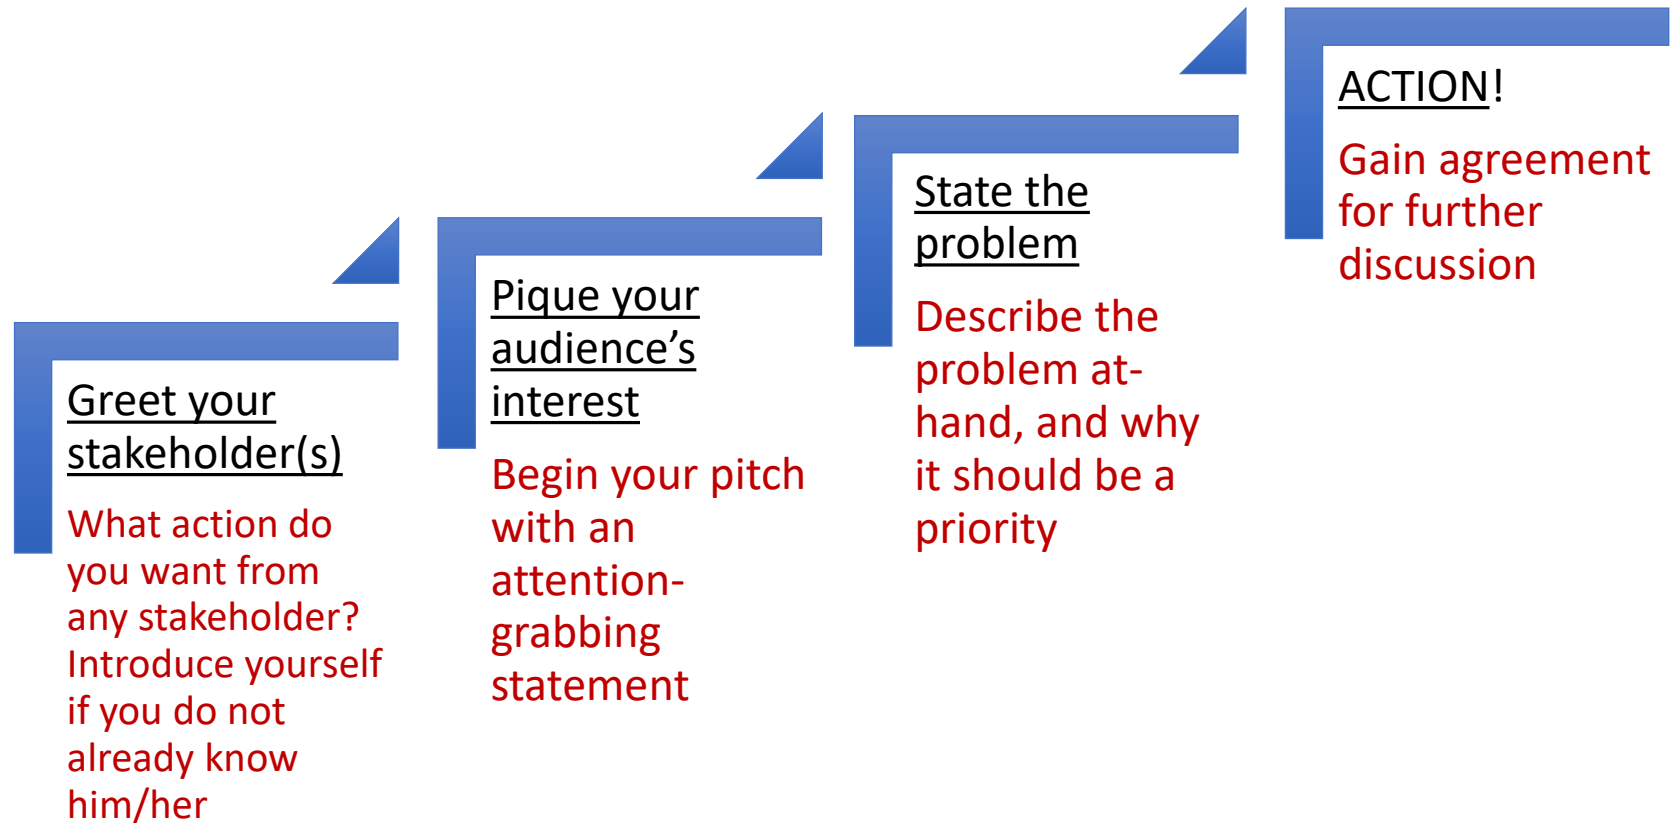 Greet your
stakeholder(s)
What action do
you want from
any stakeholder?
Introduce yourself
if you do not
already know
him/her
Pique your
audience’s
interest
Begin your pitch
with an
attention-
grabbing
statement
State the
problem
Describe the
problem at-
hand, and why
it should be a
priority
ACTION!
Gain agreement
for further
discussion